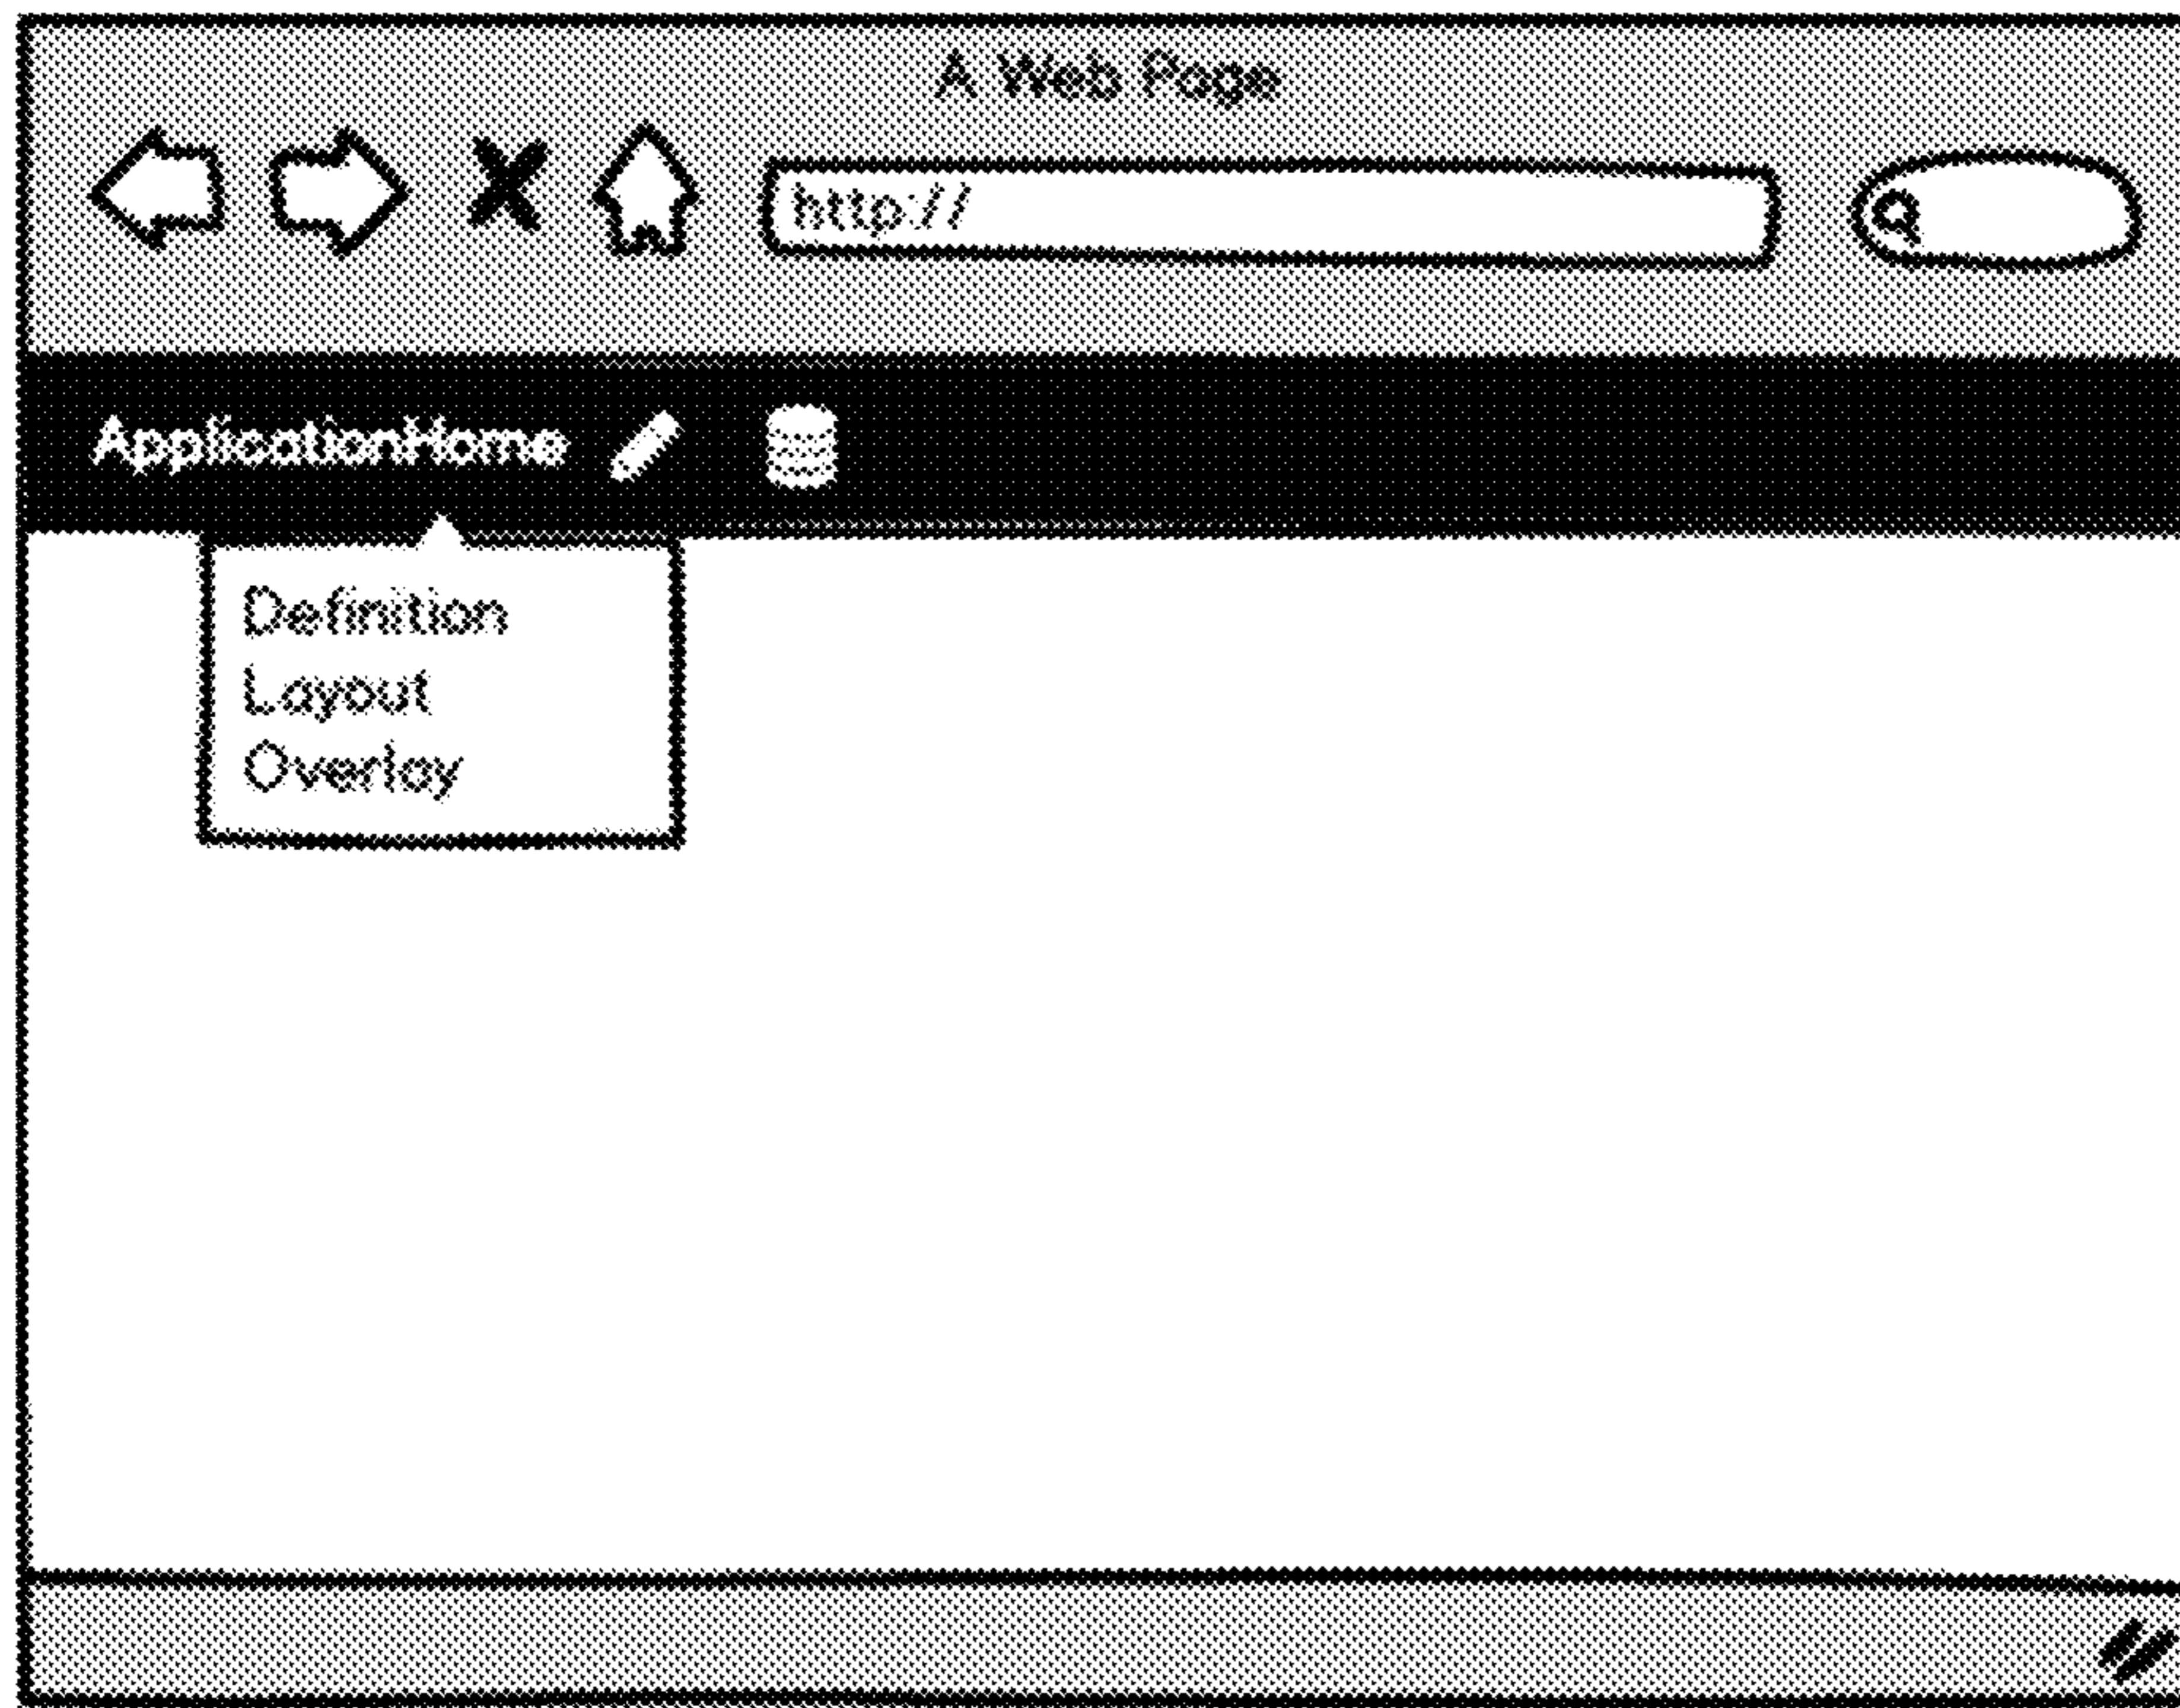 A Web Page
http://
ApplicationHome
Definition
Layout
Overlay